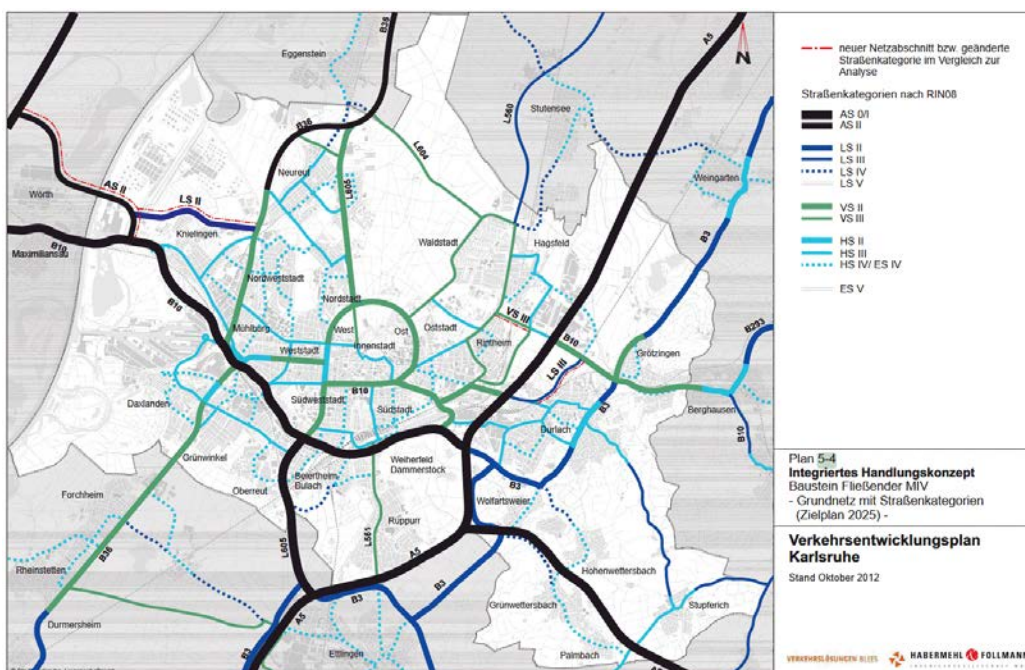 neuer Netzabschnitt bzw. geänderte
Straßenkategorie im Vergleich zur
Analyse
Straßenkategorien nach RIN08
AS 0/I
AS II
LS II
LS III
LS IV
LS V
VS II
VS III
HS II
HS III
HS IV/ ES IV
ES V
Plan 5-4
Integriertes Handlungskonzept
Baustein Fließender MIV
- Grundnetz mit Straßenkategorien
(Zielplan 2025) -
Verkehrsentwicklungsplan
Karlsruhe
Stand Oktober 2012
VERKEHRSLÖSUNGEN BLEES
HABERMEHL FOLLMANN
N
Eggenstein
B36
A5
L560
Stutensee
B36
L604
Neureut
L605
Weingarten
Wörth
AS II
LS II
B3
Knielingen
Waldstadt
Hagsfeld
Maximiliansau
B10
Nordweststadt
Nordstadt
B10
VS III
B293
Mühlburg
West
Ost
Oststadt
Innenstadt
Rintheim
B10
Weststadt
Grötzingen
LS III
B10
Daxlanden
Südweststadt
Südstadt
B3
Berghausen
Durlach
B10
Grünwinkel
Weiherfeld
Dammerstock
Beiertheim
Bulach
Oberreut
B3
Forchheim
Wolfartsweier
Rüppurr
L561
L605
B36
A5
Rheinstetten
Hohenwettersbach
B3
B3
Grünwettersbach
Stupferich
Durmersheim
A5
B3
Ettlingen
Palmbach